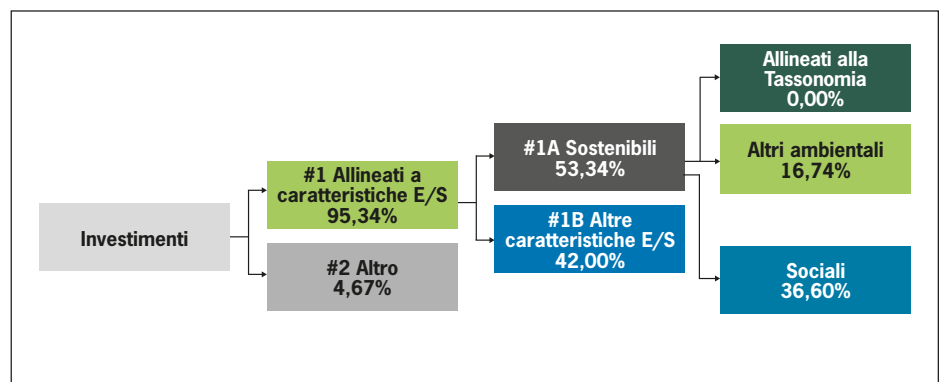 Investimenti
#1 Allineati a
caratteristiche E/S
95,34%
#2 Altro
4,67%
#1A Sostenibili
53,34%
#1B Altre
caratteristiche E/S
42,00%
Allineati alla
Tassonomia
0,00%
Altri ambientali
16,74%
Sociali
36,60%